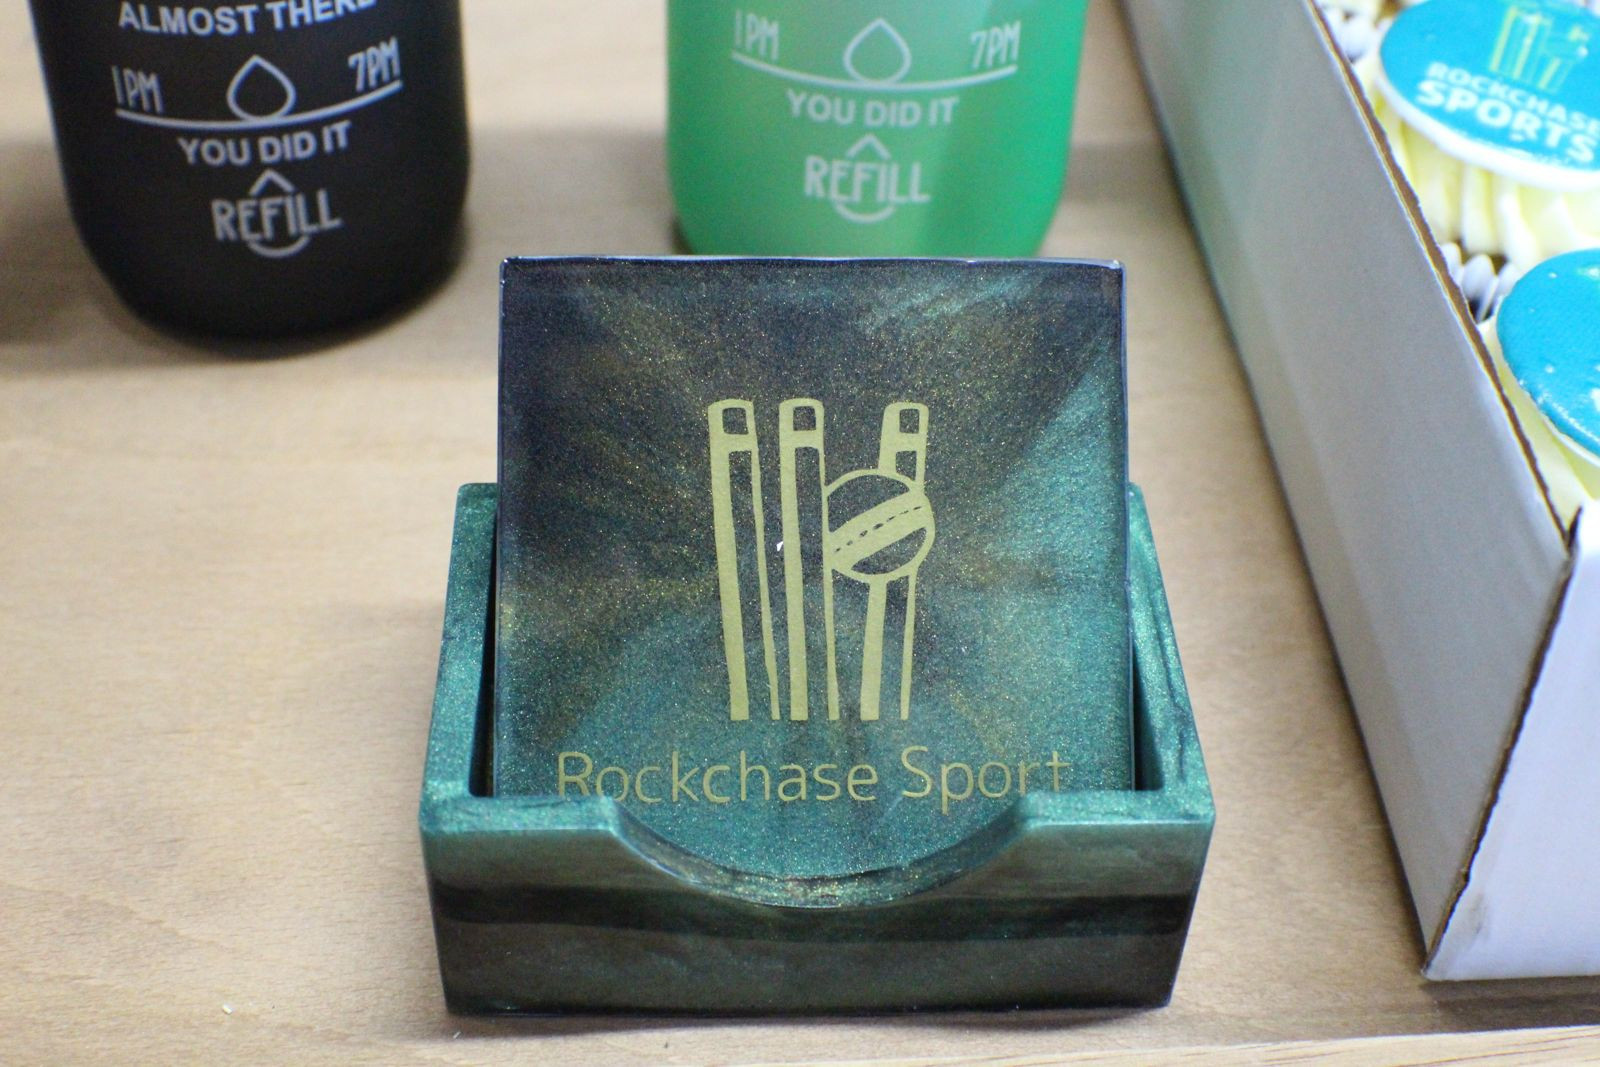 ALMOST THERE
1PM 7PM
YOU DID IT
REFILL
1PM 7PM
YOU DID IT
REFILL
ROCKCHASE
SPORTS
Rockchase Sport